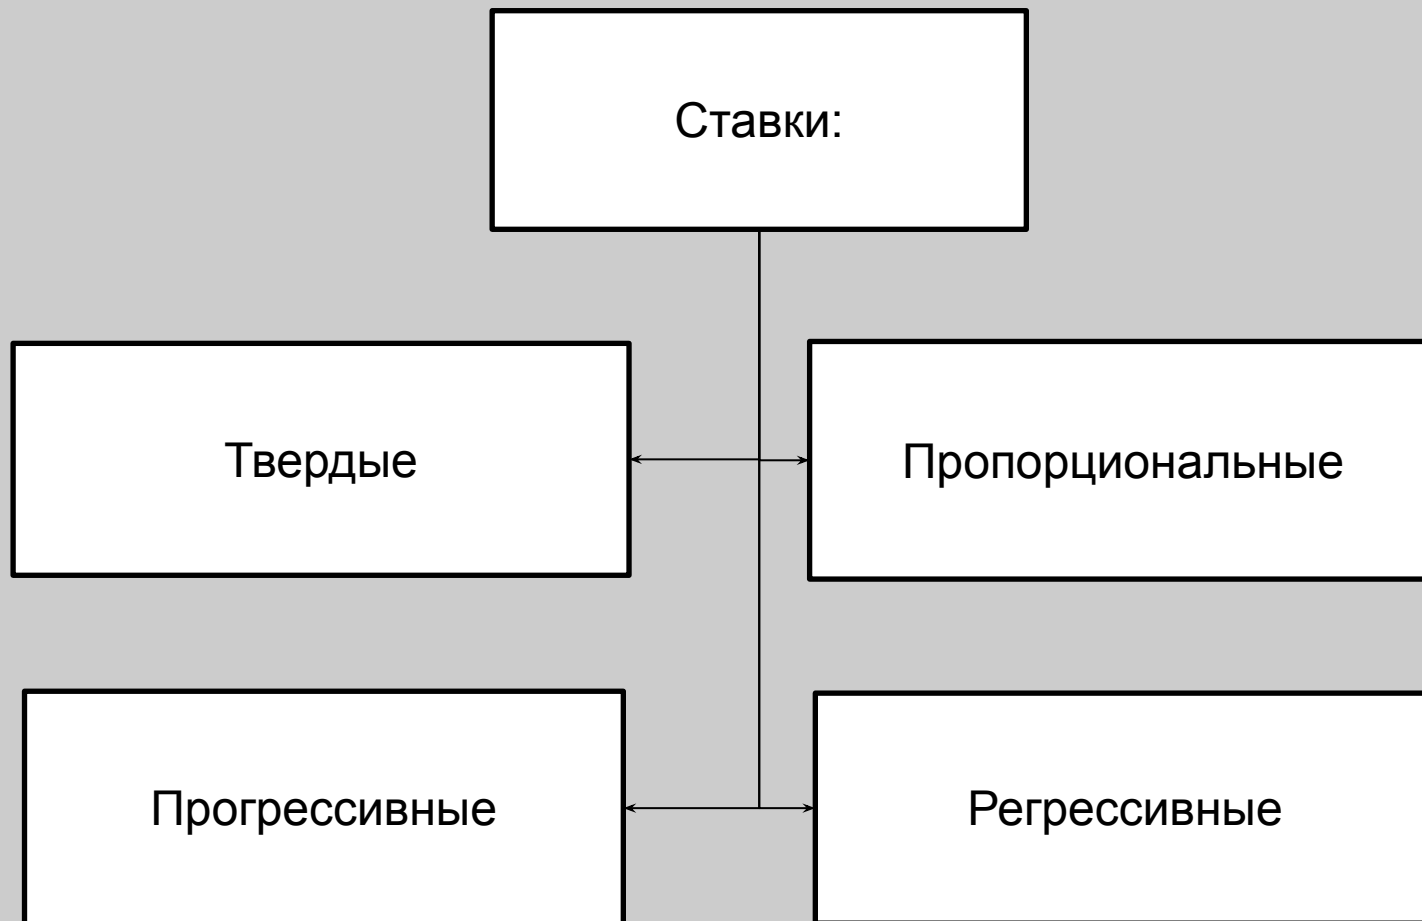 Ставки:
Твердые
Пропорциональные
Прогрессивные
Регрессивные